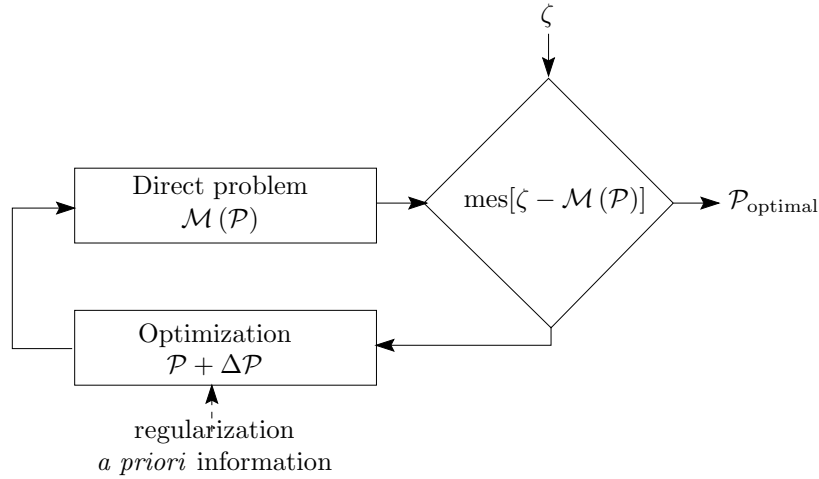 ζ
Direct problem
ℳ (𝒫)
mes[ζ − ℳ (𝒫)]
𝒫optimal
Optimization
𝒫 + Δ𝒫
regularization
a priori information